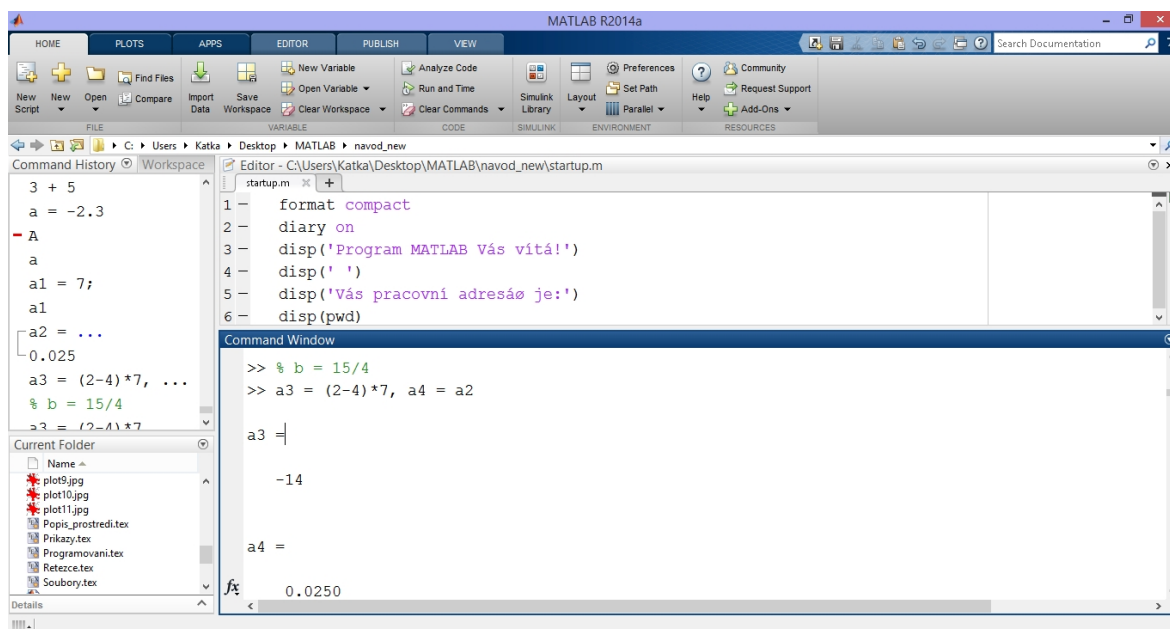 MATLAB R2014a
HOME PLOTS APPS EDITOR PUBLISH VIEW
Search Documentation
New Script
New
Open
Find Files
Compare
FILE
Import Data
Save Workspace
New Variable
Open Variable
Clear Workspace
VARIABLE
Analyze Code
Run and Time
Clear Commands
CODE
Simulink Library
SIMULINK
Layout
Preferences
Set Path
Parallel
ENVIRONMENT
Help
Community
Request Support
Add-Ons
RESOURCES
C: Users Katka Desktop MATLAB navod_new
Command History Workspace
3 + 5
a = -2.3
A
a
a1 = 7;
a1
a2 = ...
0.025
a3 = (2-4)*7, ...
% b = 15/4
a3 = (2-4)*7
Current Folder
Name
plot9.jpg
plot10.jpg
plot11.jpg
Popis_prostredi.tex
Prikazy.tex
Programovani.tex
Retezce.tex
Soubory.tex
Details
Editor - C:\Users\Katka\Desktop\MATLAB\navod_new\startup.m
startup.m
1 – format compact
2 – diary on
3 – disp('Program MATLAB Vás vítá!')
4 – disp(' ')
5 – disp('Vás pracovní adresáø je:')
6 – disp(pwd)
Command Window
>> % b = 15/4
>> a3 = (2-4)*7, a4 = a2
a3 =
-14
a4 =
fx 0.0250